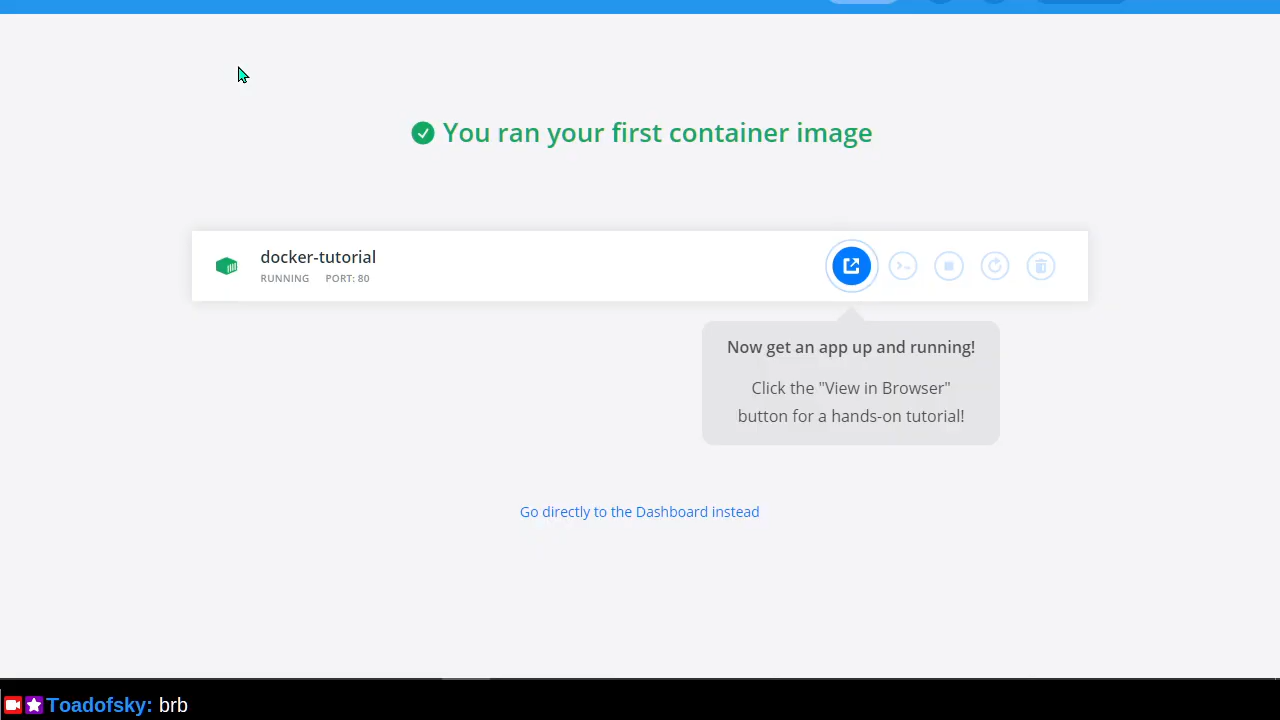 You ran your first container image
docker-tutorial
RUNNING PORT: 80
Now get an app up and running!
Click the "View in Browser"
button for a hands-on tutorial!
Go directly to the Dashboard instead
Toadofsky: brb